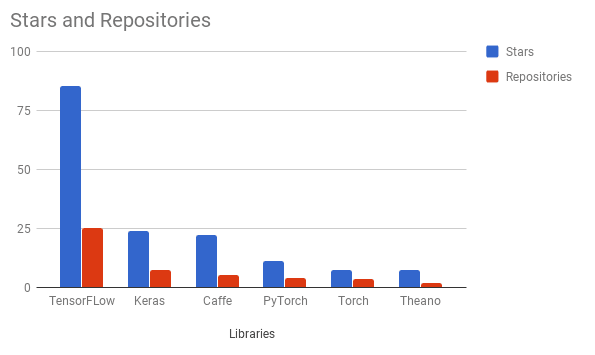 Stars and Repositories
100
75
50
25
0
Stars
Repositories
TensorFLow Keras Caffe PyTorch Torch Theano
Libraries